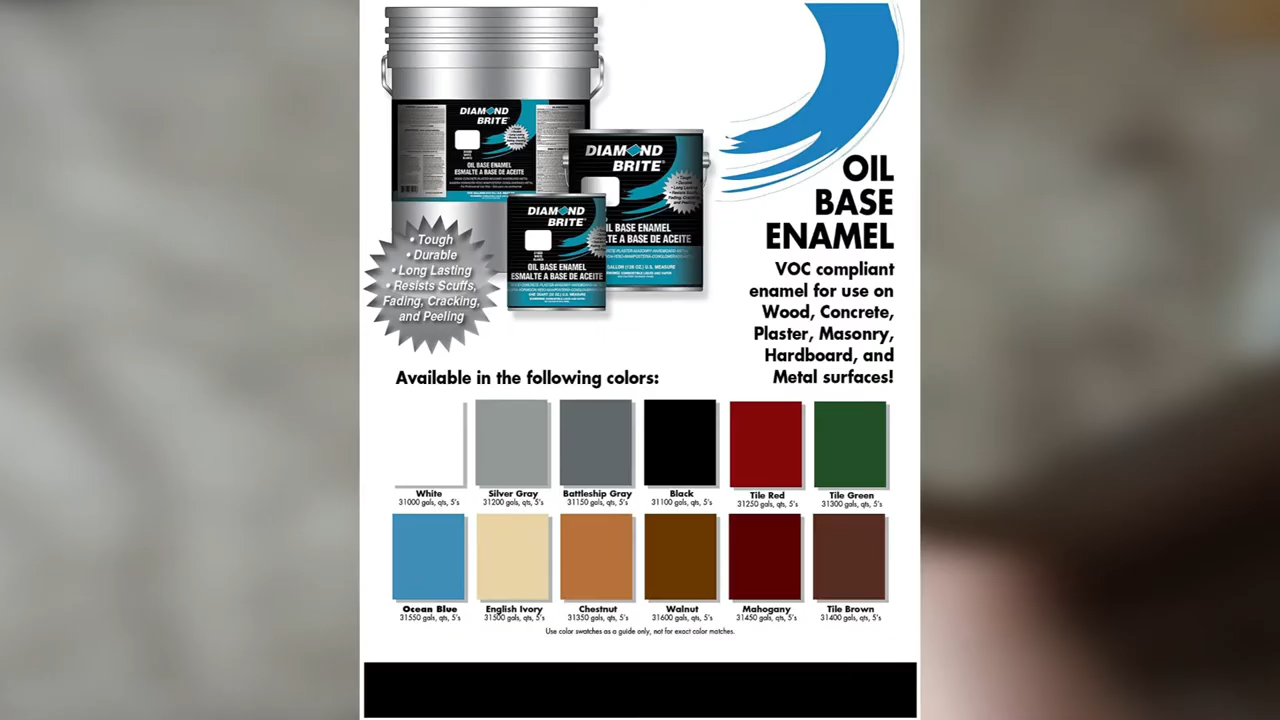 DIAMOND
BRITE®
OIL BASE ENAMEL
ESMALTE A BASE DE ACEITE
DIAMOND
BRITE®
IL BASE ENAMEL
MALTE A BASE DE ACEITE
DIAMOND
BRITE®
OIL BASE ENAMEL
ESMALTE A BASE DE ACEITE
• Tough
• Durable
• Long Lasting
• Resists Scuffs,
Fading, Cracking,
and Peeling
OIL
BASE
ENAMEL
VOC compliant
enamel for use on
Wood, Concrete,
Plaster, Masonry,
Hardboard, and
Metal surfaces!
Available in the following colors:
White
31000 gals, qts, 5's
Silver Gray
31200 gals, qts, 5's
Battleship Gray
31150 gals, qts, 5's
Black
31100 gals, qts, 5's
Tile Red
31250 gals, qts, 5's
Tile Green
31300 gals, qts, 5's
Ocean Blue
31550 gals, qts, 5's
English Ivory
31500 gals, qts, 5's
Chestnut
31350 gals, qts, 5's
Walnut
31600 gals, qts, 5's
Mahogany
31450 gals, qts, 5's
Tile Brown
31400 gals, qts, 5's
Use color swatches as a guide only, not for exact color matches.